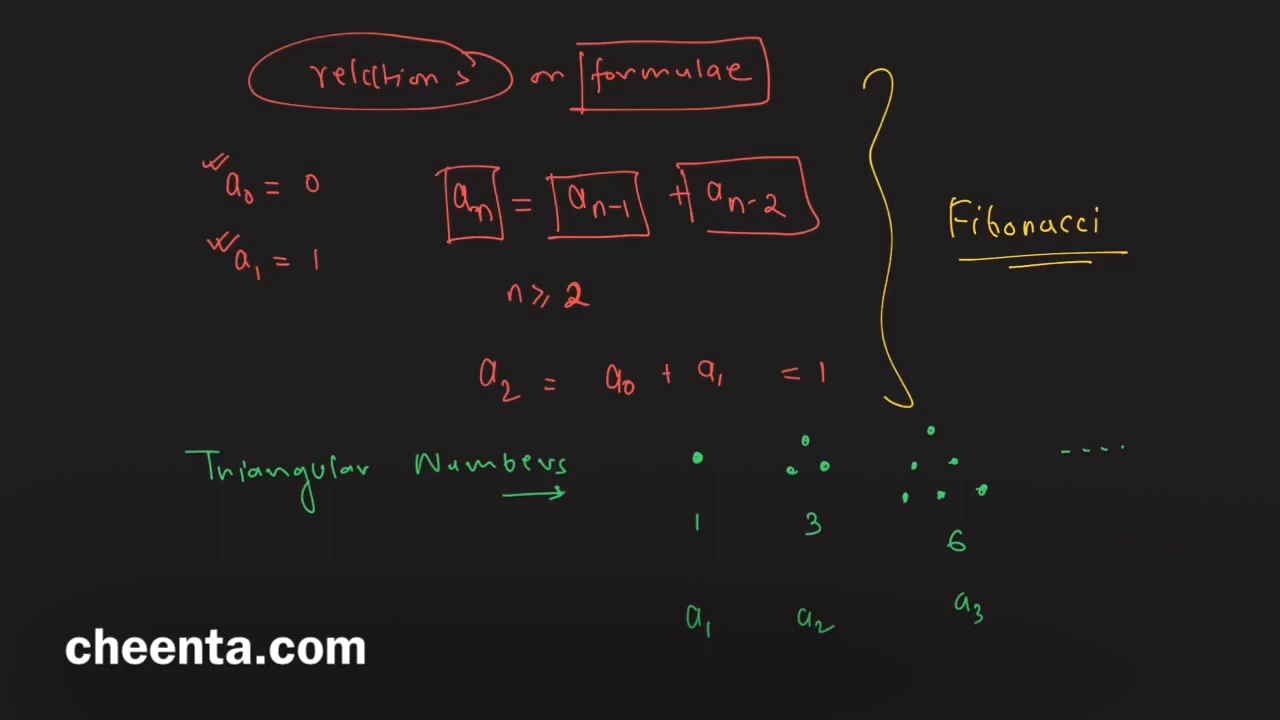 relations or formulae
a₀ = 0
aₙ = aₙ₋₁ + aₙ₋₂
Fibonacci
a₁ = 1
n ⩾ 2
a₂ = a₀ + a₁ = 1
Triangular Numbers → ....
1 3 6
a₁ a₂ a₃
cheenta.com